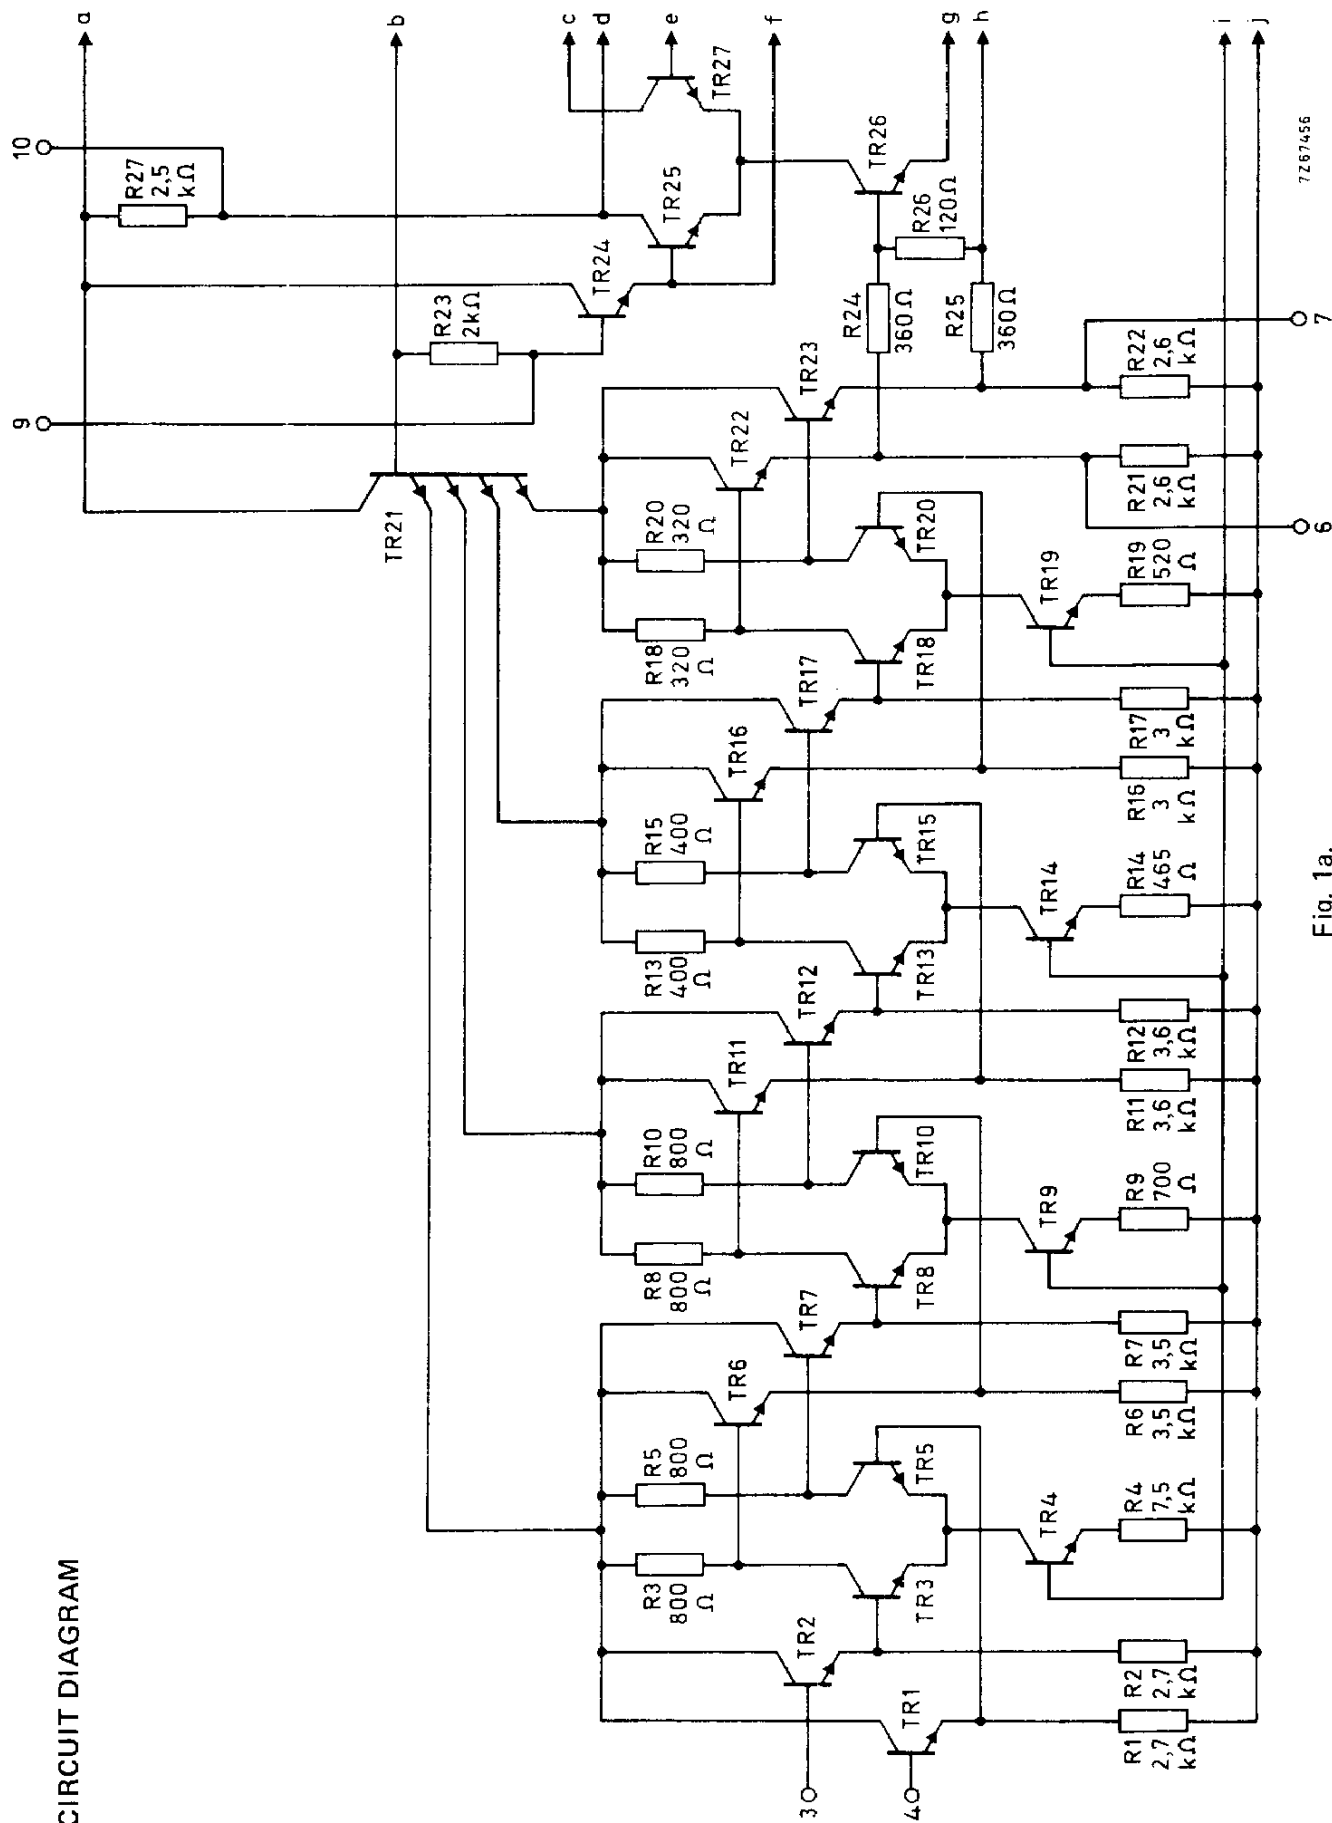 CIRCUIT DIAGRAM
a
b
c
d
e
f
g
h
i
j
10
9
7
6
3
4
R27
2,5
kΩ
TR27
TR25
TR24
R23
2kΩ
TR26
R26
120Ω
R24
360Ω
R25
360Ω
TR21
TR23
TR22
R20
320
Ω
R18
320
Ω
TR20
TR18
TR19
R19
520
Ω
R21
2,6
kΩ
R22
2,6
kΩ
TR17
TR16
R15
400
Ω
R13
400
Ω
TR15
TR13
TR14
R14
465
Ω
R16
3
kΩ
R17
3
kΩ
TR12
TR11
R10
800
Ω
R8
800
Ω
TR10
TR8
TR9
R9
700
Ω
R11
3,6
kΩ
R12
3,6
kΩ
TR7
TR6
R5
800
Ω
R3
800
Ω
TR5
TR3
TR4
R4
7,5
kΩ
R6
3,5
kΩ
R7
3,5
kΩ
TR2
TR1
R1
2,7
kΩ
R2
2,7
kΩ
7Z67456
Fig. 1a.